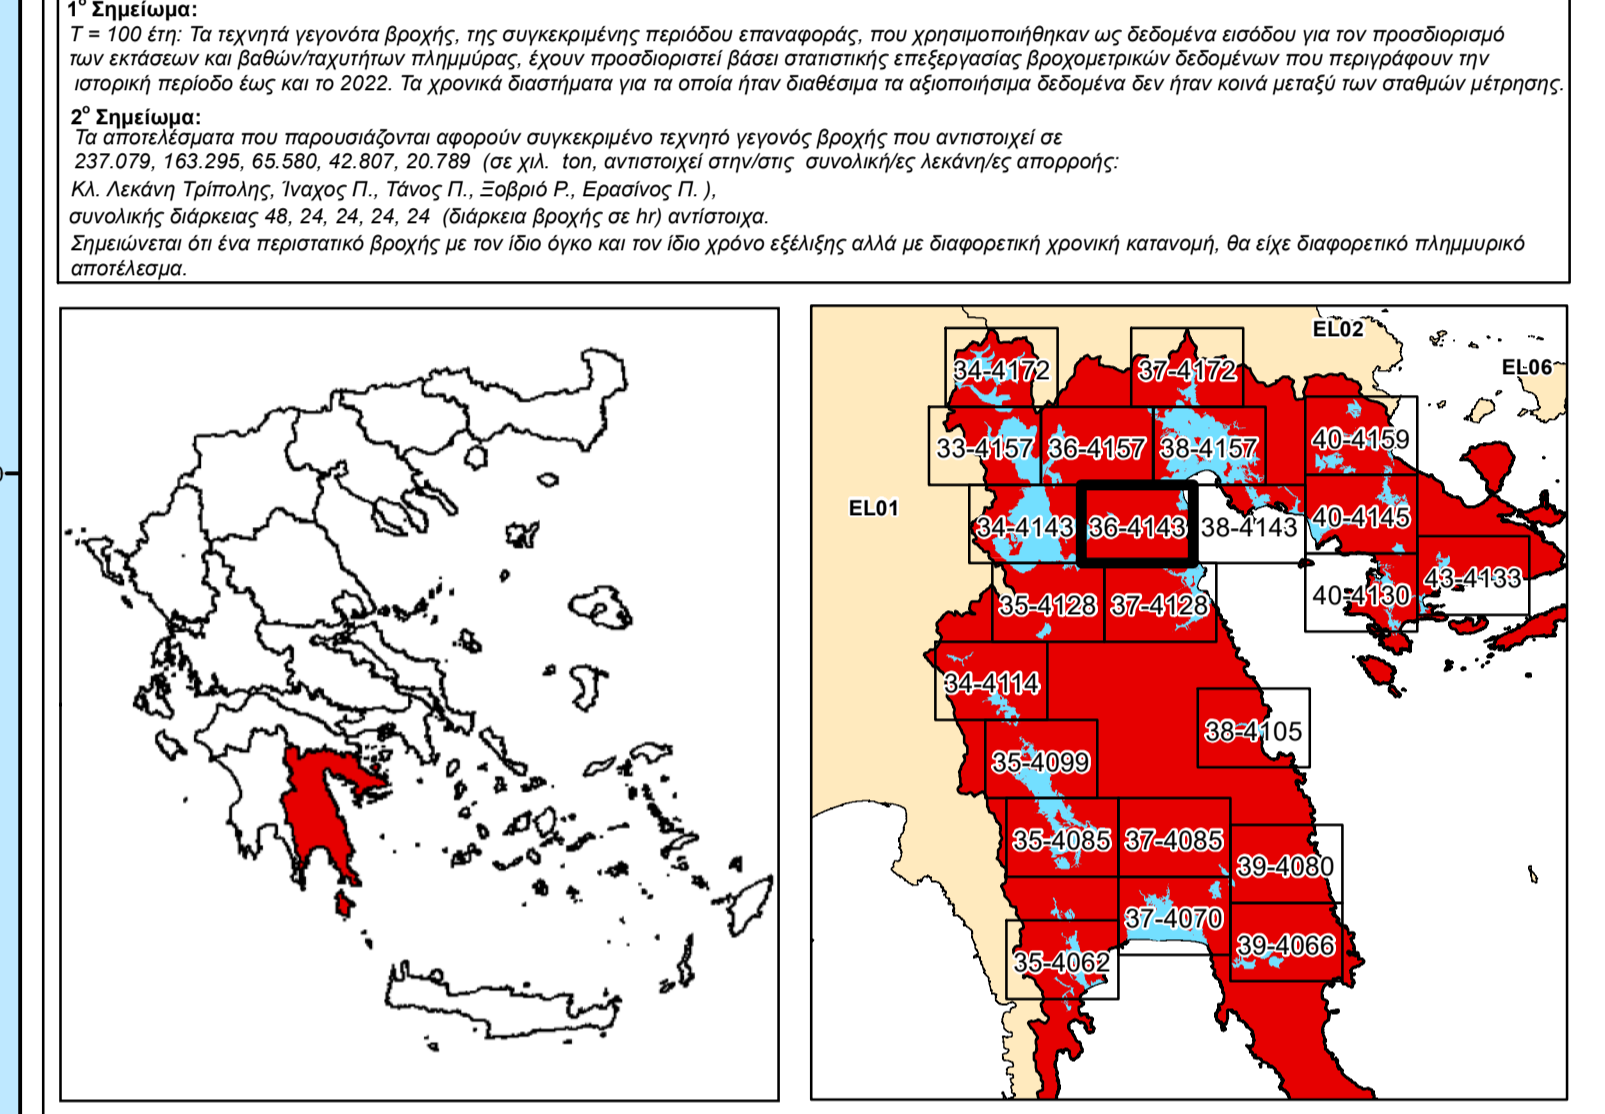 1ο Σημείωμα:
T = 100 έτη: Τα τεχνητά γεγονότα βροχής, της συγκεκριμένης περιόδου επαναφοράς, που χρησιμοποιήθηκαν ως δεδομένα εισόδου για τον προσδιορισμό
των εκτάσεων και βαθών/ταχυτήτων πλημμύρας, έχουν προσδιοριστεί βάσει στατιστικής επεξεργασίας βροχομετρικών δεδομένων που περιγράφουν την
ιστορική περίοδο έως και το 2022. Τα χρονικά διαστήματα για τα οποία ήταν διαθέσιμα τα αξιοποιήσιμα δεδομένα δεν ήταν κοινά μεταξύ των σταθμών μέτρησης.
2ο Σημείωμα:
Τα αποτελέσματα που παρουσιάζονται αφορούν συγκεκριμένο τεχνητό γεγονός βροχής που αντιστοιχεί σε
237.079, 163.295, 65.580, 42.807, 20.789 (σε χιλ. ton, αντιστοιχεί στην/στις συνολική/ες λεκάνη/ες απορροής:
Κλ. Λεκάνη Τρίπολης, Ίναχος Π., Τάνος Π., Ξοβριό Ρ., Ερασίνος Π. ),
συνολικής διάρκειας 48, 24, 24, 24, 24 (διάρκεια βροχής σε hr) αντίστοιχα.
Σημειώνεται ότι ένα περιστατικό βροχής με τον ίδιο όγκο και τον ίδιο χρόνο εξέλιξης αλλά με διαφορετική χρονική κατανομή, θα είχε διαφορετικό πλημμυρικό
αποτέλεσμα.
EL02
EL06
34-4172
37-4172
33-4157
36-4157
38-4157
40-4159
EL01
34-4143
36-4143
38-4143
40-4145
35-4128
37-4128
40-4130
43-4133
34-4114
38-4105
35-4099
35-4085
37-4085
39-4080
37-4070
39-4066
35-4062